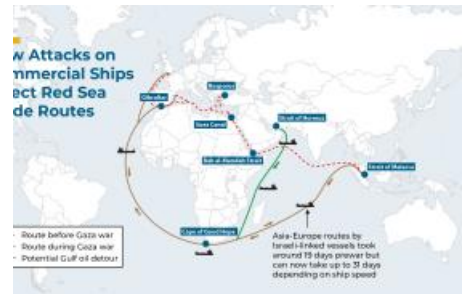 w Attacks on
mmercial Ships
ect Red Sea
de Routes
Bosporus
Gibraltar
Suez Canal
Strait of Hormuz
Bab al-Mandab Strait
Strait of Malacca
Cape of Good Hope
Route before Gaza war
Route during Gaza war
Potential Gulf oil detour
Asia-Europe routes by
Israeli-linked vessels took
around 19 days prewar but
can now take up to 31 days
depending on ship speed